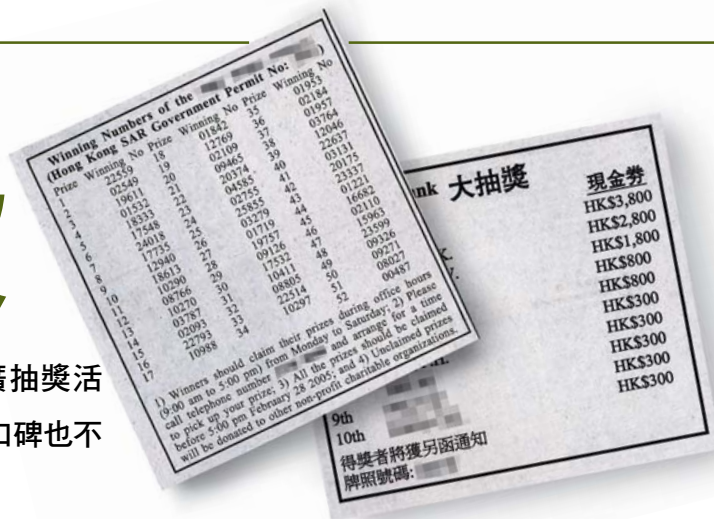 Winning Numbers of the
(Hong Kong SAR Government Permit No: )
Prize Winning No Prize Winning No Prize Winning No
1 22559 18 01842 35 01953
2 02549 19 12769 36 02184
3 19611 20 02109 37 01957
4 01532 21 09465 38 03764
5 18333 22 20374 39 12046
6 17548 23 04585 40 22637
7 24018 24 02755 41 03131
8 17735 25 25855 42 20175
9 12940 26 03279 43 23337
10 18613 27 01719 44 01221
11 10290 28 19757 45 16682
12 08766 29 09126 46 02110
13 10270 30 17532 47 15963
14 03787 31 10411 48 23599
15 02093 32 08805 49 09326
16 22793 33 22514 50 09271
17 10988 34 10297 51 08027
52 00487
1) Winners should claim their prizes during office hours
(9:00 am to 5:00 pm) from Monday to Saturday; 2) Please
call telephone number and arrange for a time
to pick up your prize; 3) All the prizes should be claimed
before 5:00 pm February 28 2005; and 4) Unclaimed prizes
will be donated to other non-profit charitable organizations.
大抽獎
現金券
HK$3,800
HK$2,800
HK$1,800
HK$800
HK$800
HK$300
HK$300
HK$300
9th HK$300
10th HK$300
得獎者將獲另函通知
牌照號碼:
抽獎活
口碑也不